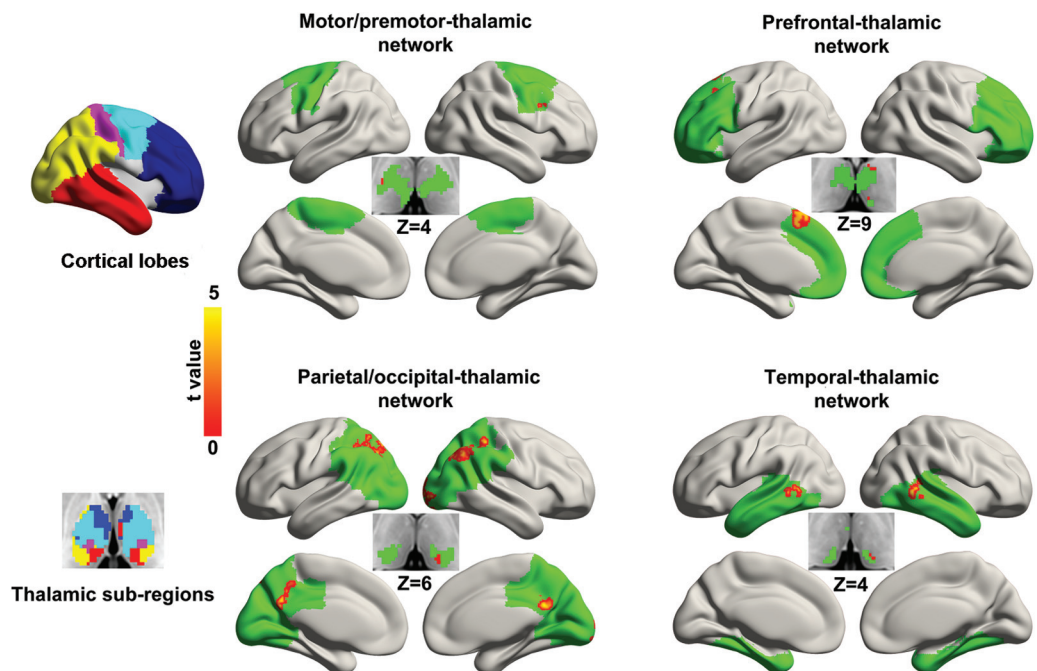 Motor/premotor-thalamic
network
Prefrontal-thalamic
network
Cortical lobes
Z=4
Z=9
5
t value
0
Parietal/occipital-thalamic
network
Temporal-thalamic
network
Thalamic sub-regions
Z=6
Z=4